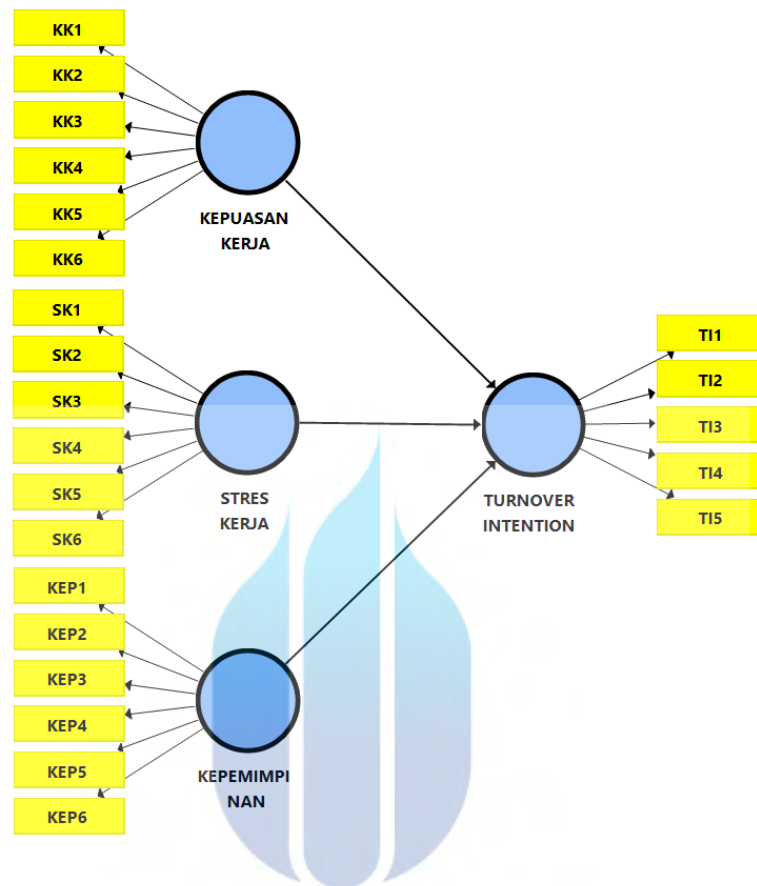 KK1
KK2
KK3
KK4
KK5
KK6
KEPUASAN
KERJA
SK1
SK2
SK3
SK4
SK5
SK6
STRES
KERJA
KEP1
KEP2
KEP3
KEP4
KEP5
KEP6
KEPEMIMPI
NAN
TI1
TI2
TI3
TI4
TI5
TURNOVER
INTENTION